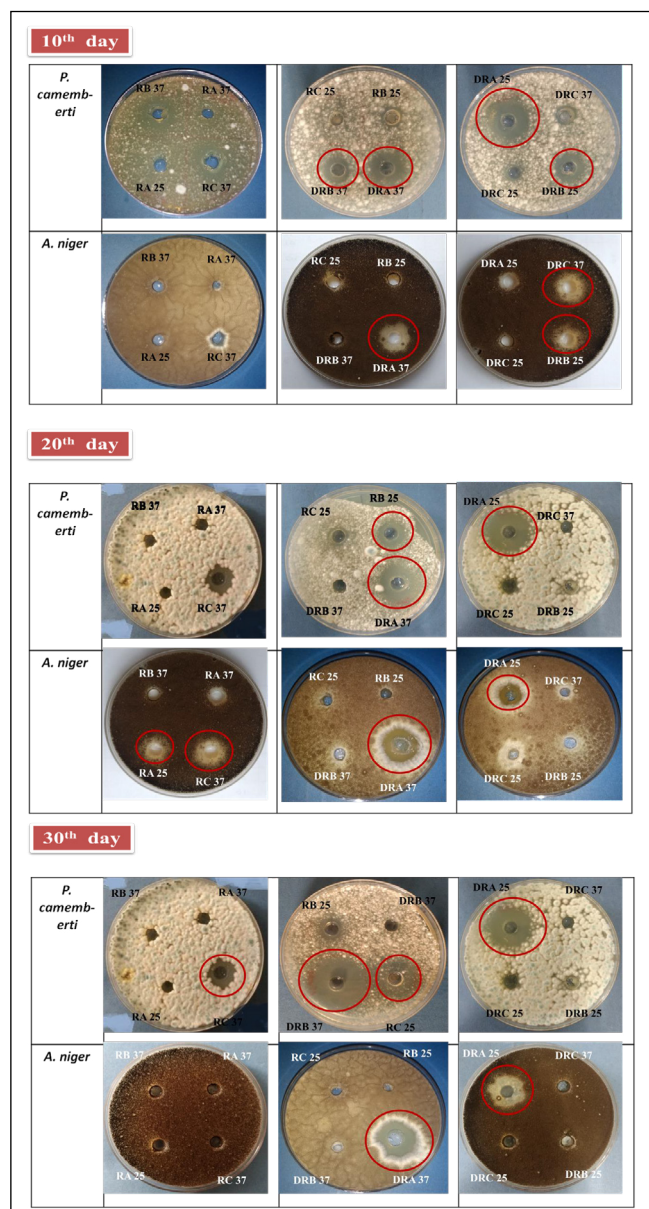 10th day
P.
camemb-
erti
RB 37 RA 37
RA 25 RC 37
RC 25 RB 25
DRB 37 DRA 37
DRA 25 DRC 37
DRC 25 DRB 25
A. niger
RB 37 RA 37
RA 25 RC 37
RC 25 RB 25
DRB 37 DRA 37
DRA 25 DRC 37
DRC 25 DRB 25
20th day
P.
camemb-
erti
RB 37 RA 37
RA 25 RC 37
RC 25 RB 25
DRB 37 DRA 37
DRA 25 DRC 37
DRC 25 DRB 25
A. niger
RB 37 RA 37
RA 25 RC 37
RC 25 RB 25
DRB 37 DRA 37
DRA 25 DRC 37
DRC 25 DRB 25
30th day
P.
camemb-
erti
RB 37 RA 37
RA 25 RC 37
RB 25 DRB 37
DRB 37 RC 25
DRA 25 DRC 37
DRC 25 DRB 25
A. niger
RB 37 RA 37
RA 25 RC 37
RC 25 RB 25
DRB 37 DRA 37
DRA 25 DRC 37
DRC 25 DRB 25